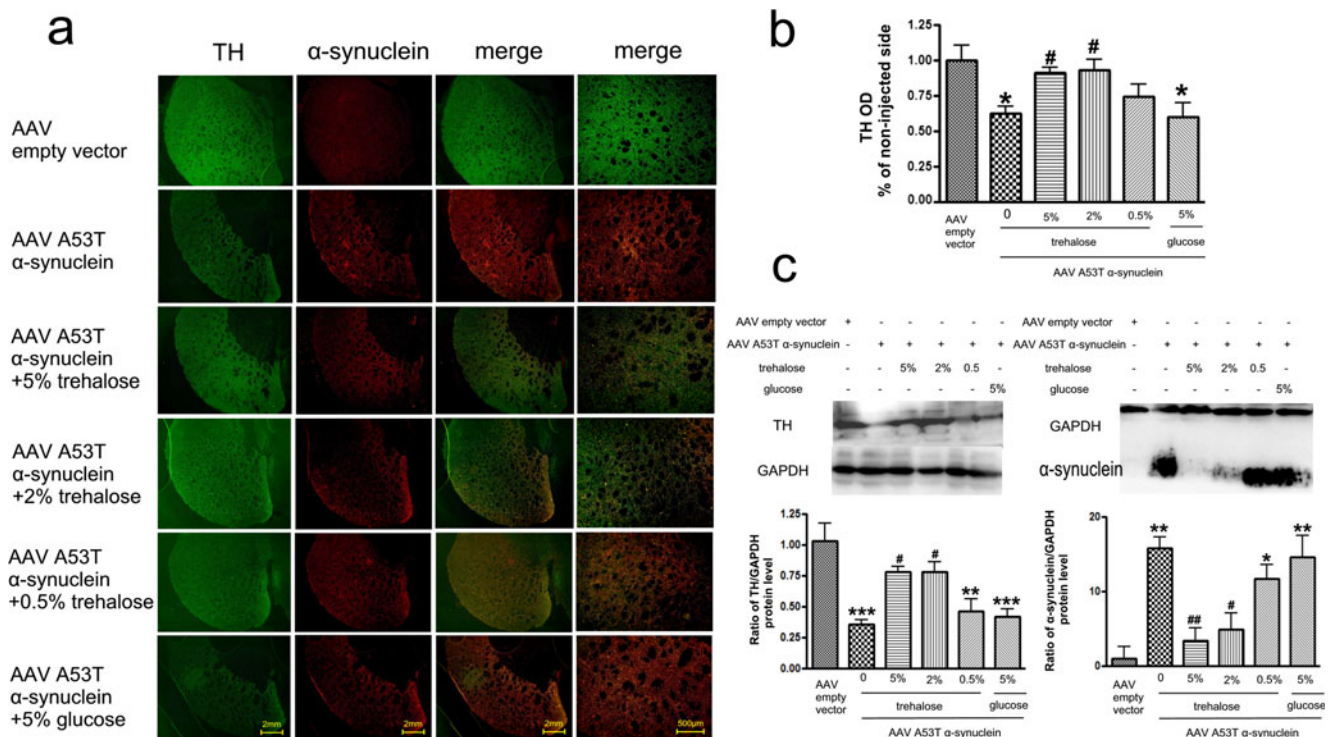 a
TH α-synuclein merge merge
AAV
empty vector
AAV A53T
α-synuclein
AAV A53T
α-synuclein
+5% trehalose
AAV A53T
α-synuclein
+2% trehalose
AAV A53T
α-synuclein
+0.5% trehalose
AAV A53T
α-synuclein
+5% glucose
2mm 2mm 2mm 500μm
b
TH OD
% of non-injected side
1.25
1.00
0.75
0.50
0.25
0.00
* # # *
AAV
empty
vector
0 5% 2% 0.5% 5%
trehalose glucose
AAV A53T α-synuclein
c
AAV empty vector + - - - - -
AAV A53T α-synuclein - + + + + +
trehalose - - 5% 2% 0.5 -
glucose - - - - - 5%
TH
GAPDH
Ratio of TH/GAPDH
protein level
1.25
1.00
0.75
0.50
0.25
0.00
*** # # ** ***
AAV
empty
vector
0 5% 2% 0.5% 5%
trehalose glucose
AAV A53T α-synuclein
AAV empty vector + - - - - -
AAV A53T α-synuclein - + + + + +
trehalose - - 5% 2% 0.5 -
glucose - - - - - 5%
GAPDH
α-synuclein
Ratio of α-synuclein/GAPDH
protein level
20
10
0
** ## # * **
AAV
empty
vector
0 5% 2% 0.5% 5%
trehalose glucose
AAV A53T α-synuclein